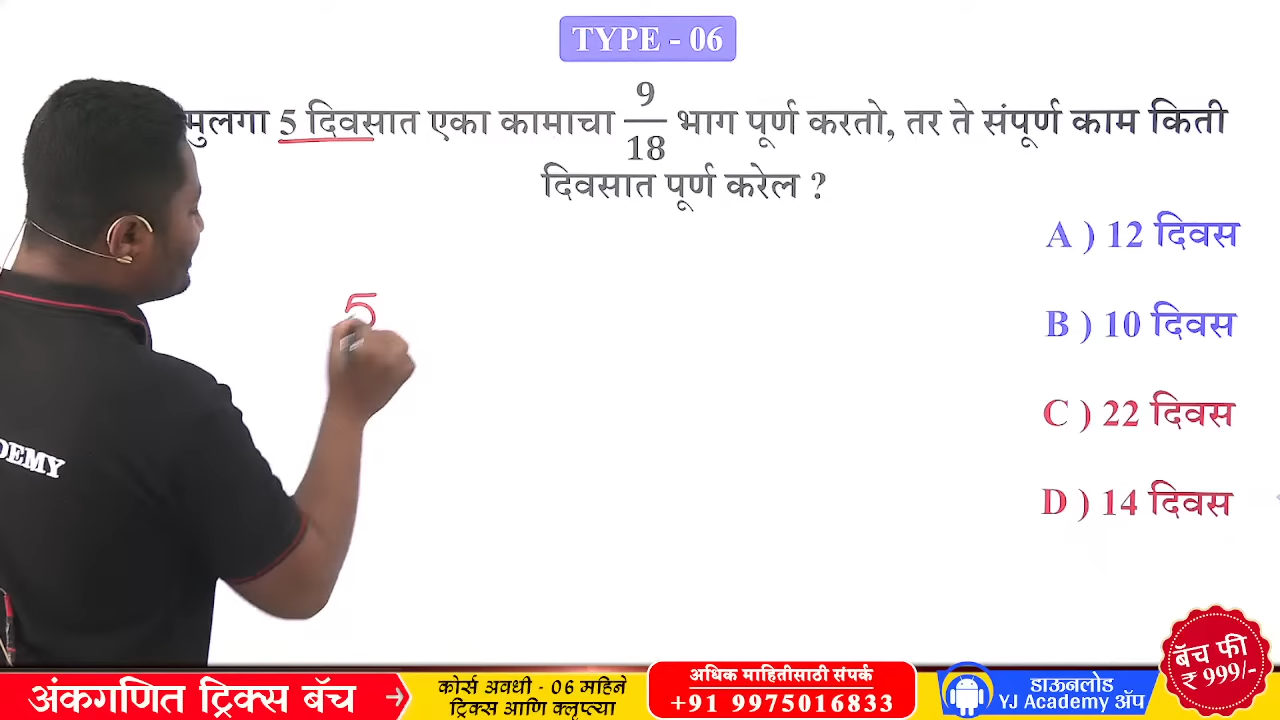 TYPE - 06
मुलगा 5 दिवसात एका कामाचा 9/18 भाग पूर्ण करतो, तर ते संपूर्ण काम किती
दिवसात पूर्ण करेल ?
A ) 12 दिवस
B ) 10 दिवस
C ) 22 दिवस
D ) 14 दिवस
5
DEMY
बॅच फी
₹ 999/-
अंकगणित ट्रिक्स बॅच
कोर्स अवधी - 06 महिने
ट्रिक्स आणि क्लुप्त्या
अधिक माहितीसाठी संपर्क
+91 9975016833
डाऊनलोड
YJ Academy ॲप